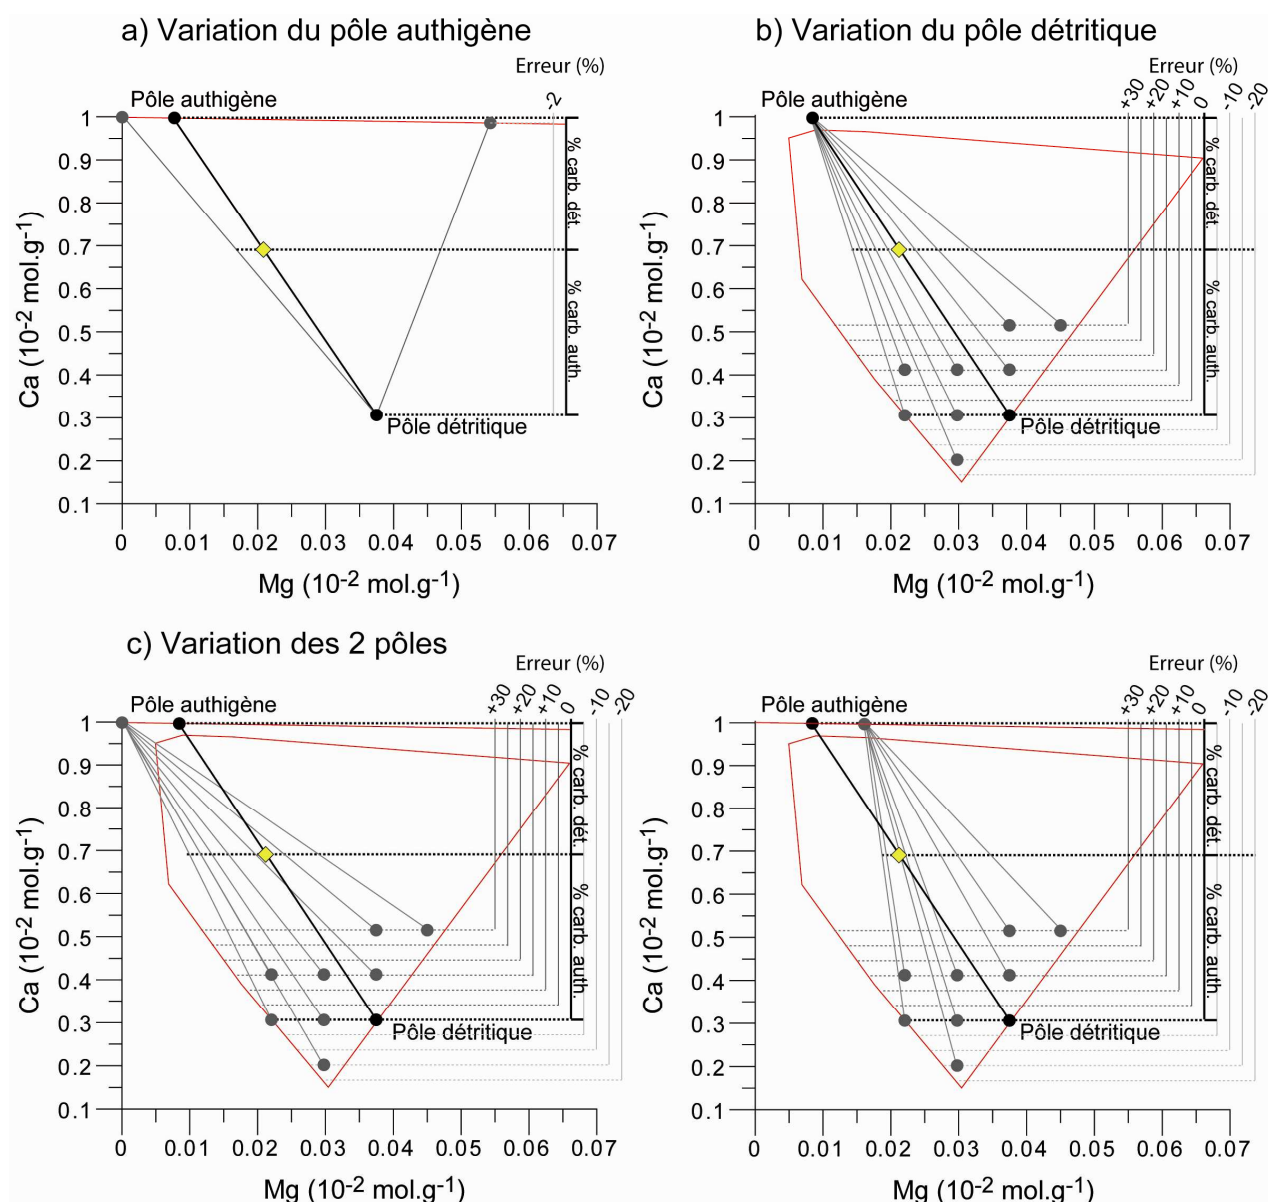 a) Variation du pôle authigène
Erreur (%)
-2
Pôle authigène
1
0.9
0.8
0.7
0.6
0.5
0.4
0.3
0.2
0.1
Ca (10-2 mol.g-1)
% carb. dét.
% carb. auth.
Pôle détritique
0 0.01 0.02 0.03 0.04 0.05 0.06 0.07
Mg (10-2 mol.g-1)
b) Variation du pôle détritique
Erreur (%)
+30 +20 +10 0 -10 -20
Pôle authigène
1
0.9
0.8
0.7
0.6
0.5
0.4
0.3
0.2
0.1
Ca (10-2 mol.g-1)
% carb. dét.
% carb. auth.
Pôle détritique
0 0.01 0.02 0.03 0.04 0.05 0.06 0.07
Mg (10-2 mol.g-1)
c) Variation des 2 pôles
Erreur (%)
+30 +20 +10 0 -10 -20
Pôle authigène
1
0.9
0.8
0.7
0.6
0.5
0.4
0.3
0.2
0.1
Ca (10-2 mol.g-1)
% carb. dét.
% carb. auth.
Pôle détritique
0 0.01 0.02 0.03 0.04 0.05 0.06 0.07
Mg (10-2 mol.g-1)
Erreur (%)
+30 +20 +10 0 -10 -20
Pôle authigène
1
0.9
0.8
0.7
0.6
0.5
0.4
0.3
0.2
0.1
Ca (10-2 mol.g-1)
% carb. dét.
% carb. auth.
Pôle détritique
0 0.01 0.02 0.03 0.04 0.05 0.06 0.07
Mg (10-2 mol.g-1)